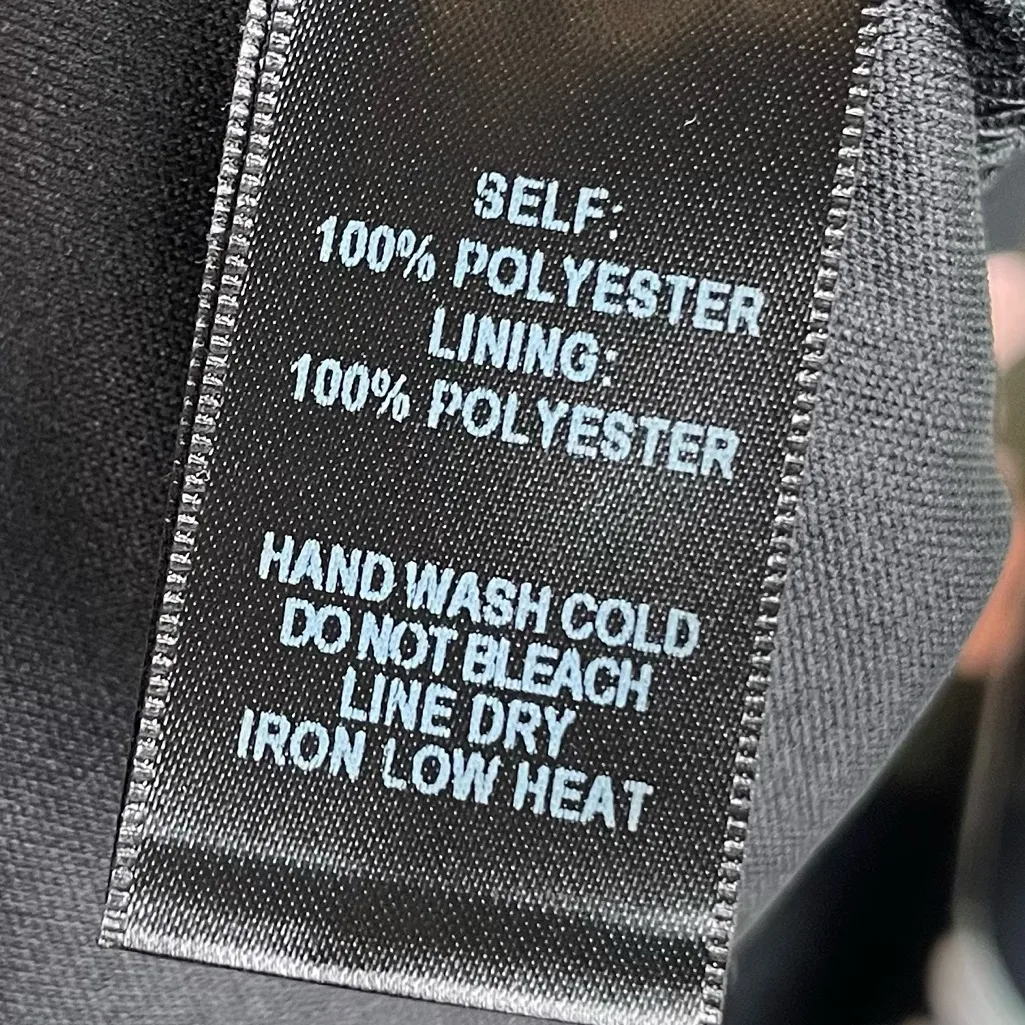 SELF:
100% POLYESTER
LINING:
100% POLYESTER
HAND WASH COLD
DO NOT BLEACH
LINE DRY
IRON LOW HEAT